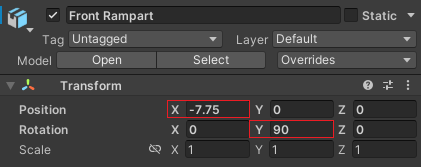 Front Rampart Static
Tag Untagged Layer Default
Model Open Select Overrides
Transform
Position X -7.75 Y 0 Z 0
Rotation X 0 Y 90 Z 0
Scale X 1 Y 1 Z 1